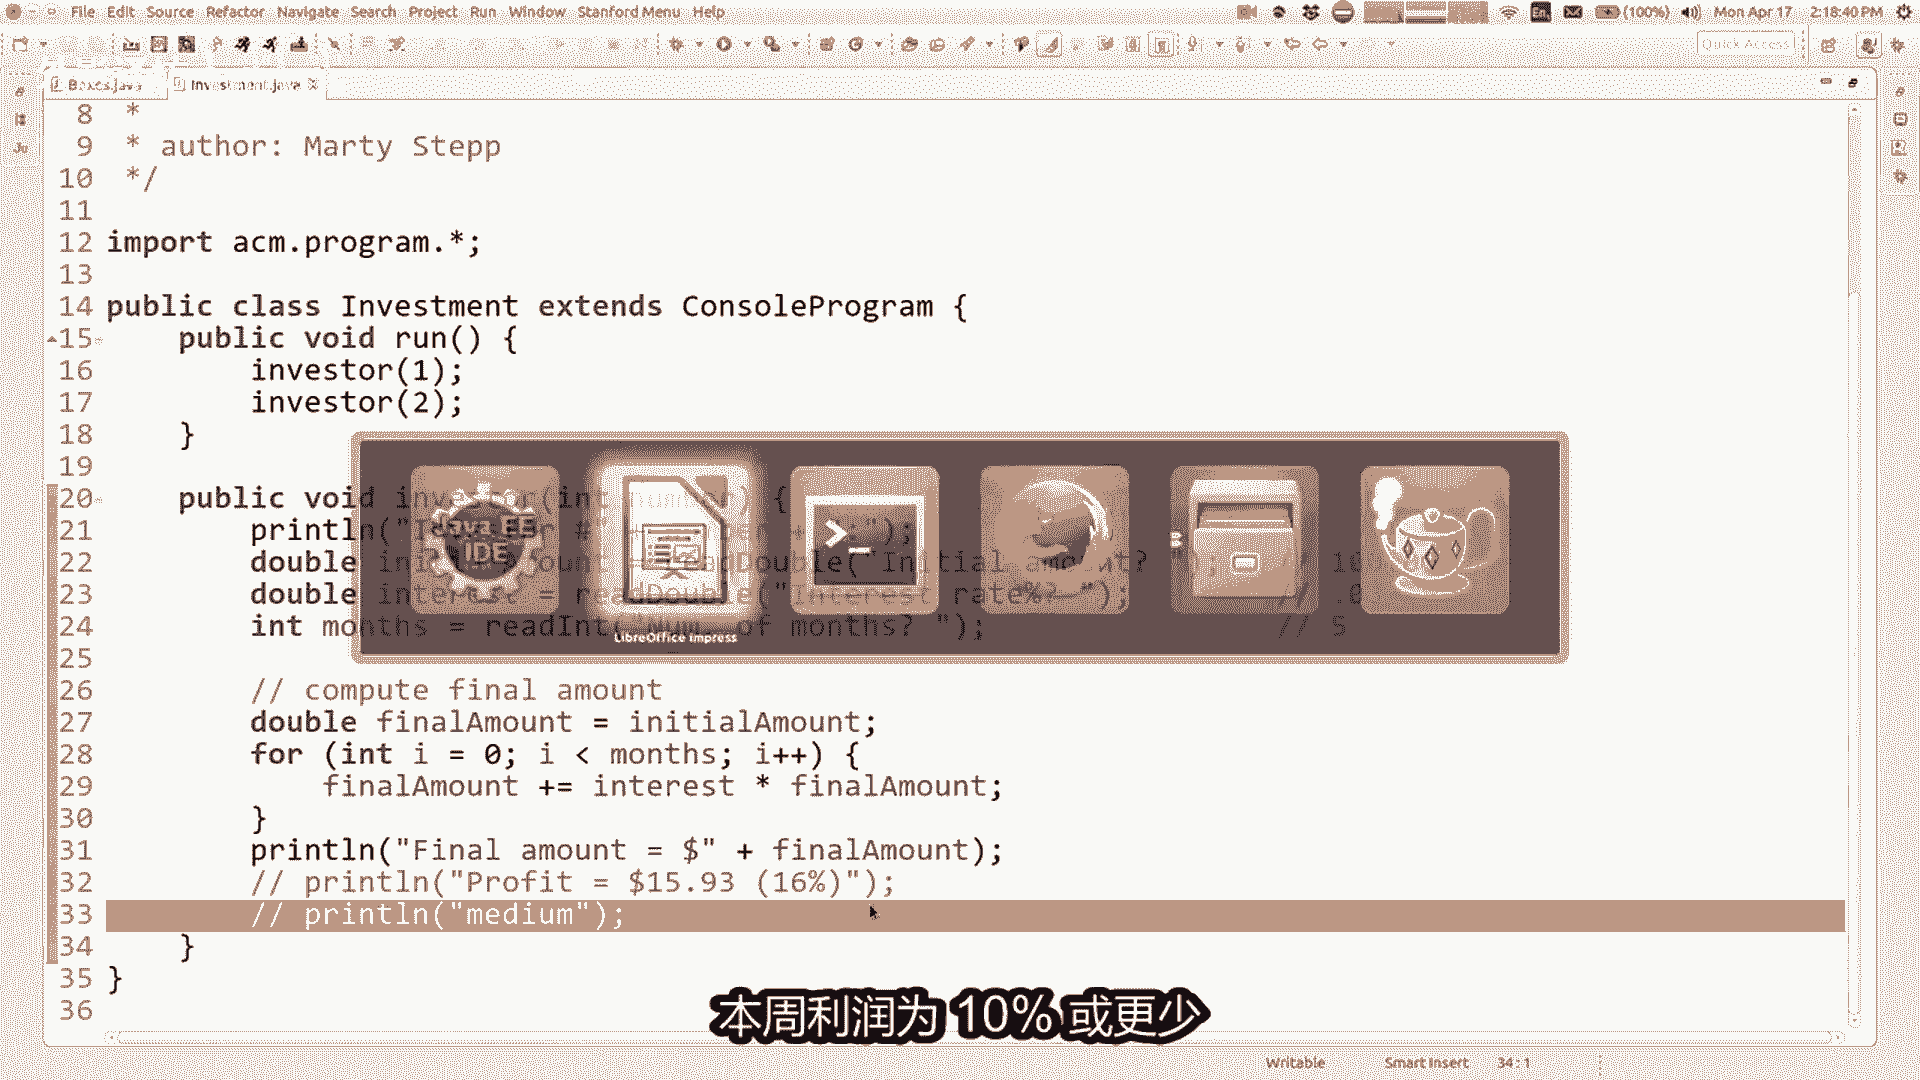 File Edit Source Refactor Navigate Search Project Run Window Stanford Menu Help
(100%) Mon Apr 17 2:18:40 PM
Quick Access
Boxes.java Investment.java
8 *
9 * author: Marty Stepp
10 */
11
12 import acm.program.*;
13
14 public class Investment extends ConsoleProgram {
15 public void run() {
16 investor(1);
17 investor(2);
18 }
19
20 public void investor(int number) {
21 println("
22 double readDouble("Initial amount? ");
23 double interest = readDouble("Interest rate%? ");
24 int months = readInt("Num. of months? "); // 5
Java EE IDE
LibreOffice Impress
25
26 // compute final amount
27 double finalAmount = initialAmount;
28 for (int i = 0; i < months; i++) {
29 finalAmount += interest * finalAmount;
30 }
31 println("Final amount = $" + finalAmount);
32 // println("Profit = $15.93 (16%)");
33 // println("medium");
34 }
35 }
36
本周利润为 10% 或更少
Writable Smart Insert 34 : 1